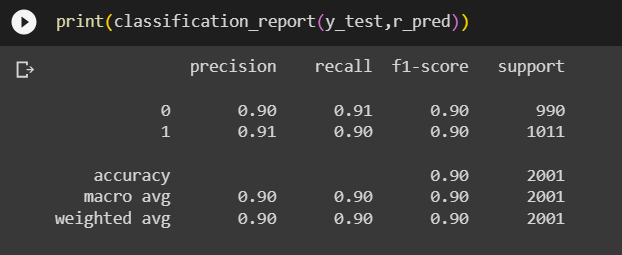 print(classification_report(y_test,r_pred))
precision recall f1-score support
0 0.90 0.91 0.90 990
1 0.91 0.90 0.90 1011
accuracy 0.90 2001
macro avg 0.90 0.90 0.90 2001
weighted avg 0.90 0.90 0.90 2001